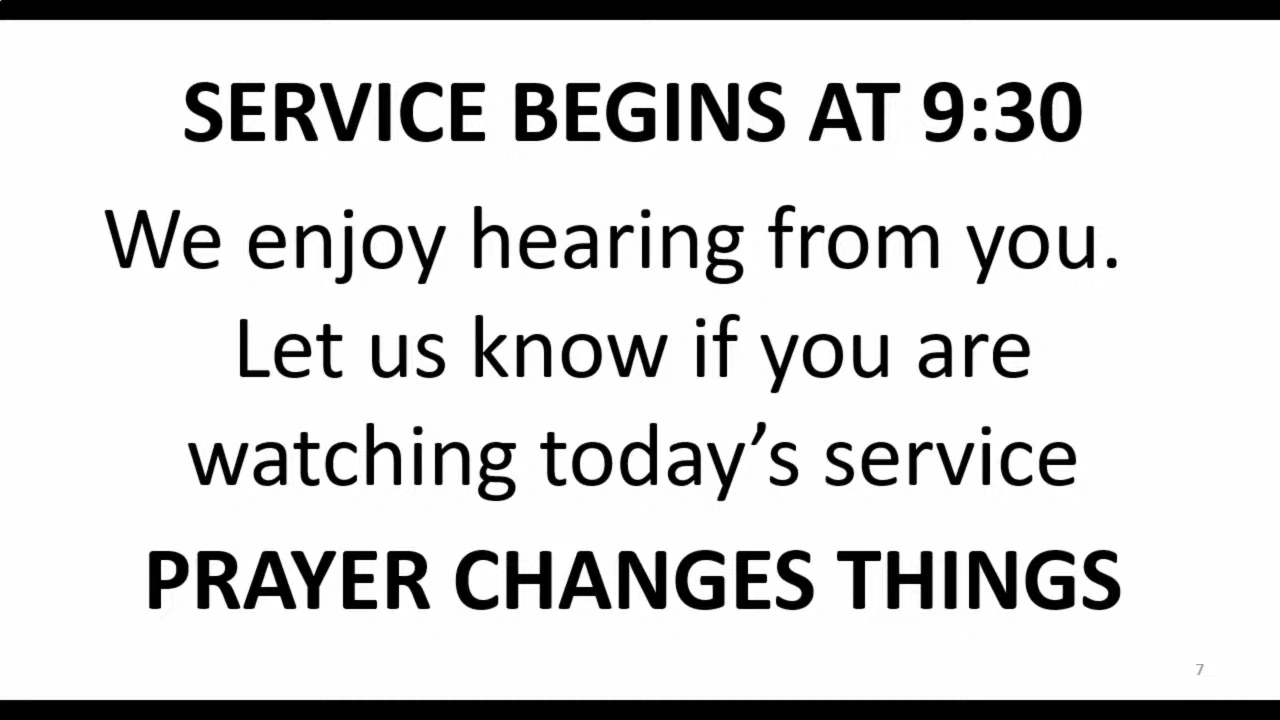 SERVICE BEGINS AT 9:30
We enjoy hearing from you.
Let us know if you are
watching today’s service
PRAYER CHANGES THINGS
7